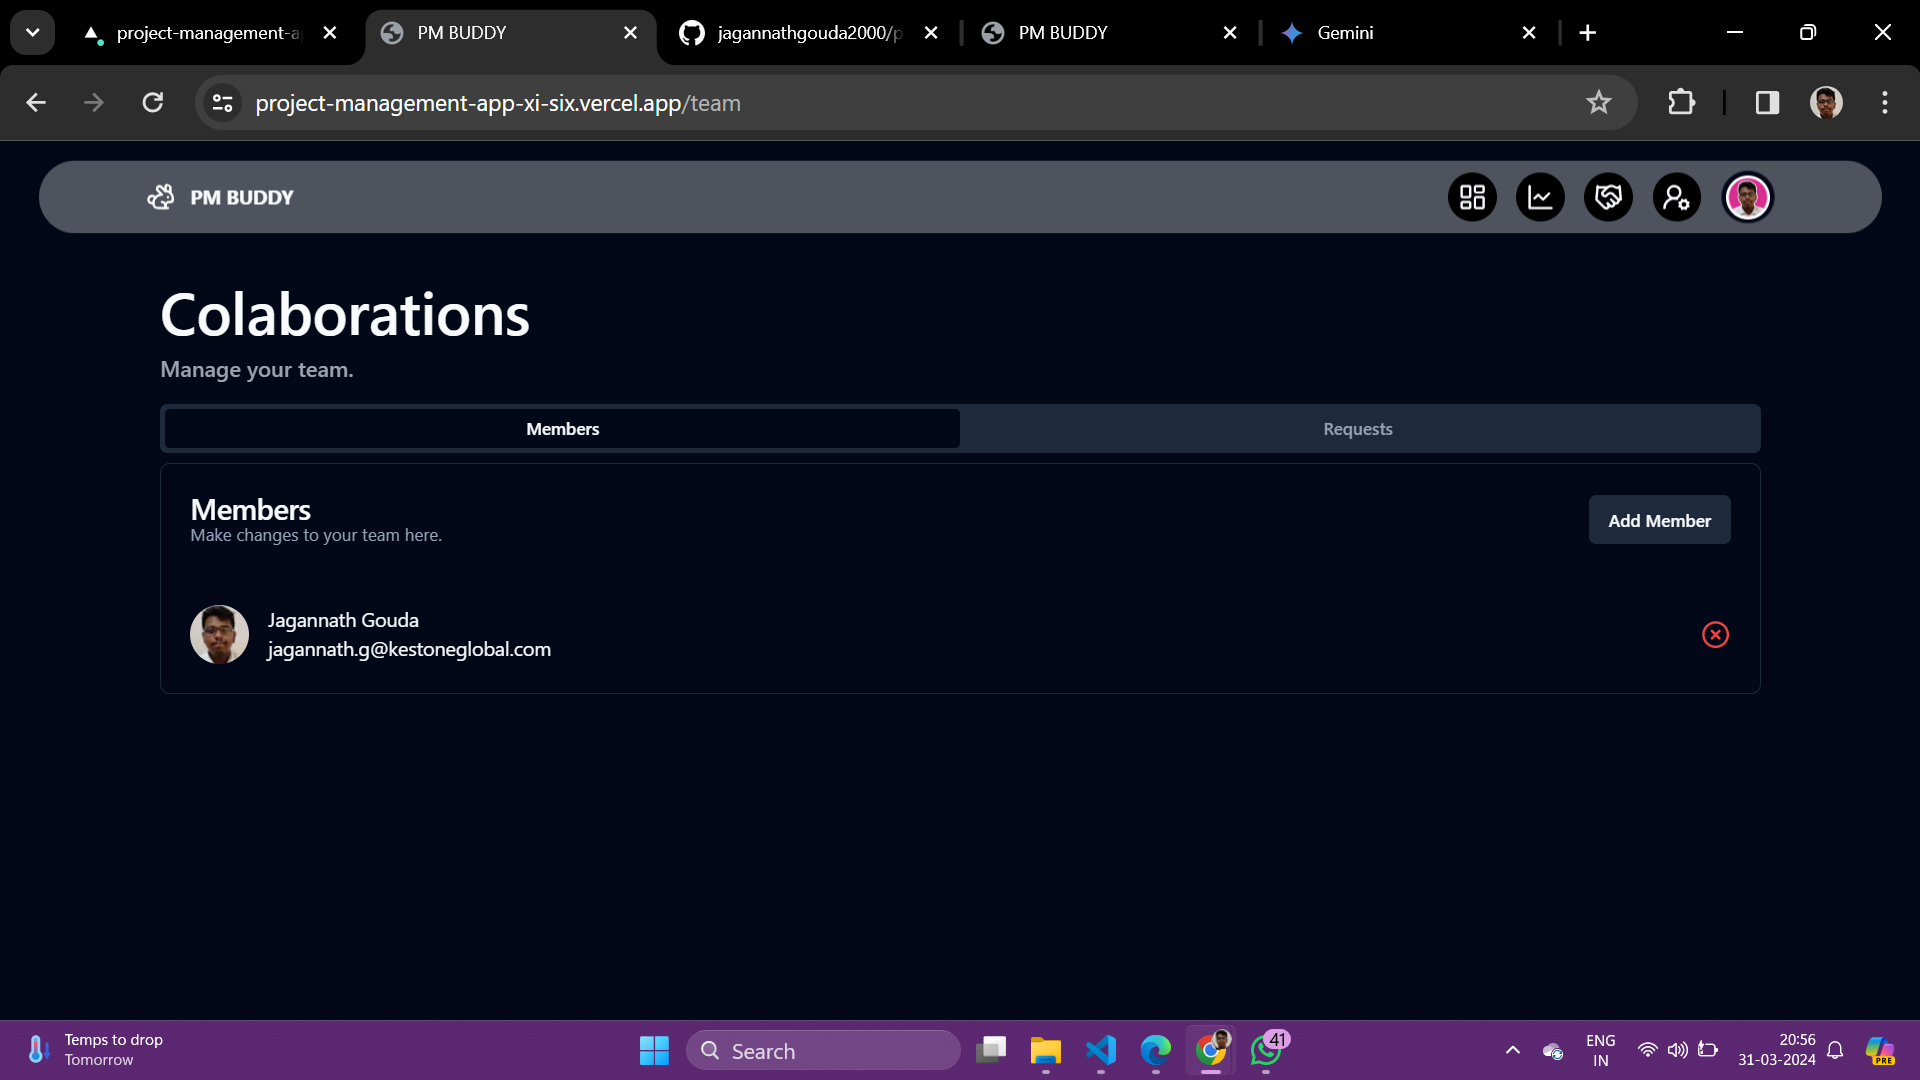 project-management-a
PM BUDDY
jagannathgouda2000/p
PM BUDDY
Gemini
project-management-app-xi-six.vercel.app/team
PM BUDDY
Colaborations
Manage your team.
Members
Requests
Members
Make changes to your team here.
Add Member
Jagannath Gouda
jagannath.g@kestoneglobal.com
Temps to drop
Tomorrow
Search
41
ENG
IN
20:56
31-03-2024
PRE